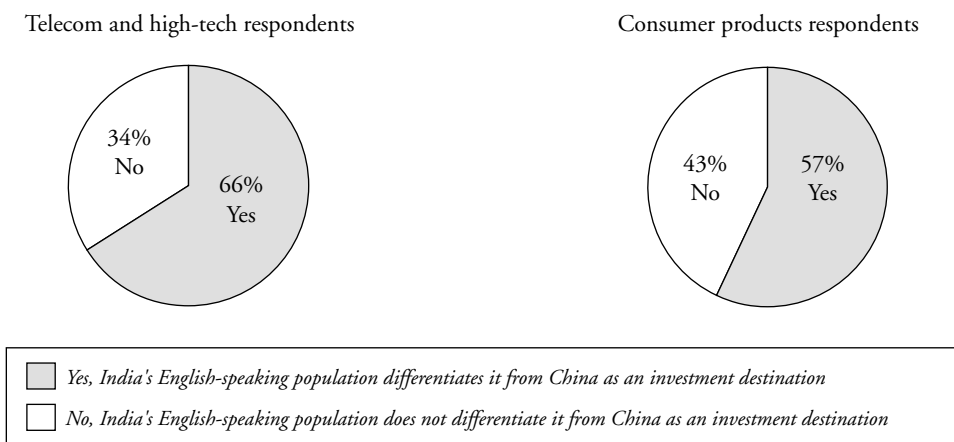 Telecom and high-tech respondents
Consumer products respondents
34%
No
66%
Yes
43%
No
57%
Yes
Yes, India's English-speaking population differentiates it from China as an investment destination
No, India's English-speaking population does not differentiate it from China as an investment destination